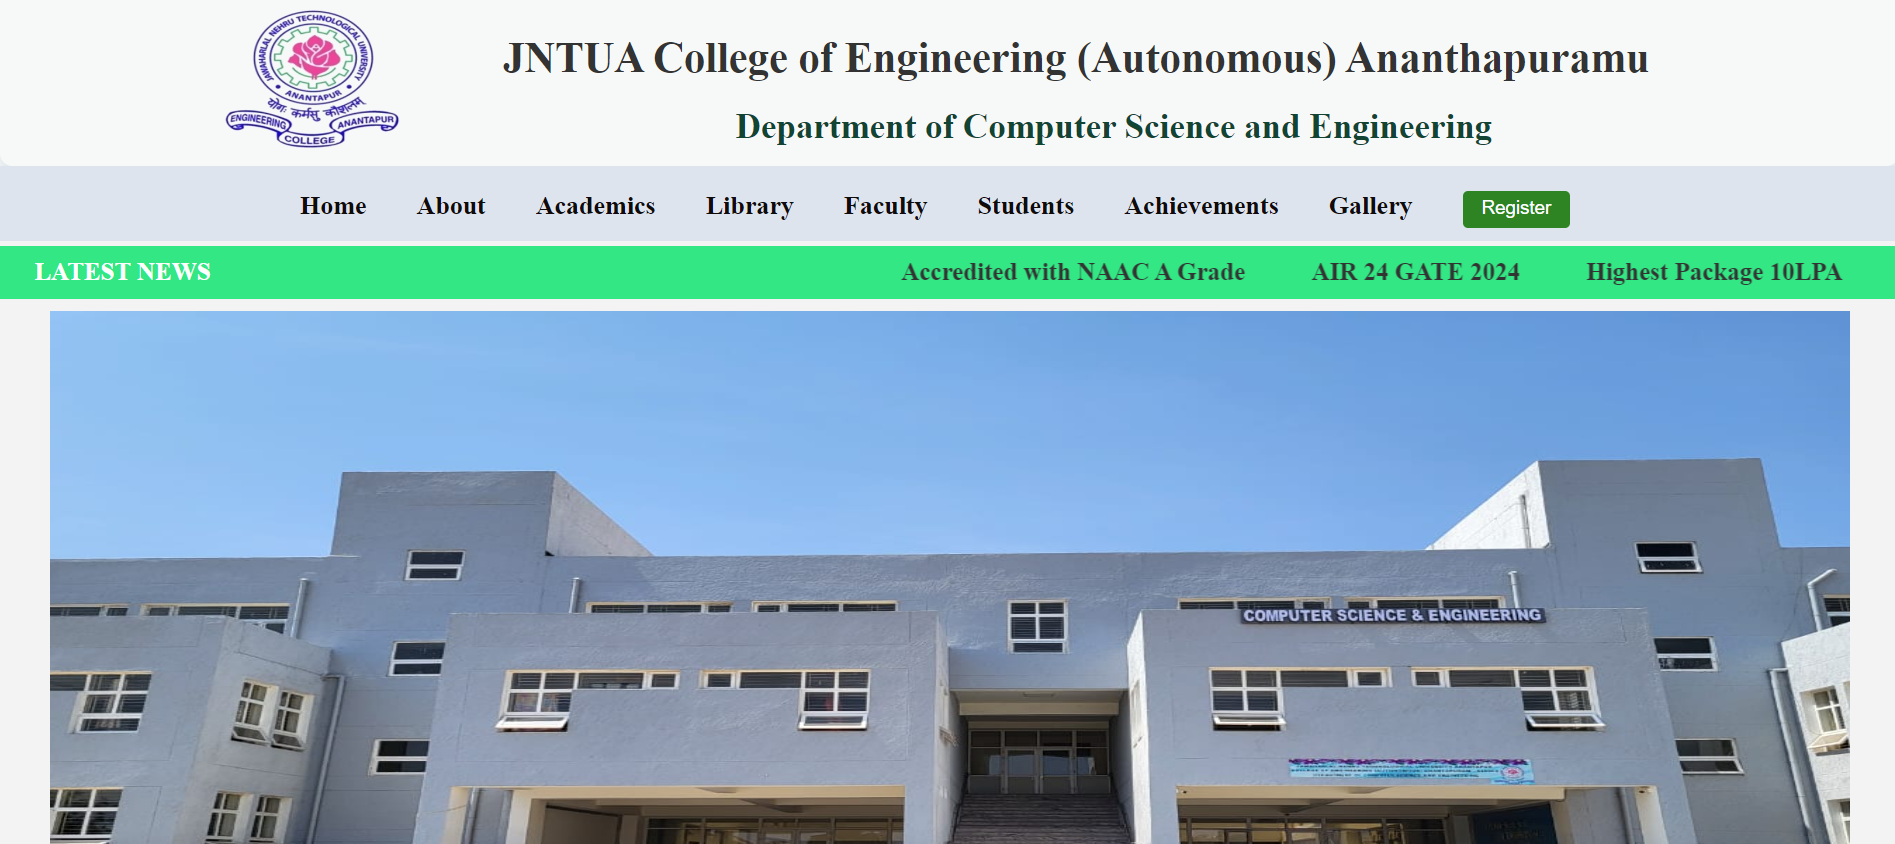 JAWAHARLAL NEHRU TECHNOLOGICAL UNIVERSITY
ANANTAPUR
योगः कर्मसु कौशलम्
ENGINEERING COLLEGE ANANTAPUR
JNTUA College of Engineering (Autonomous) Ananthapuramu
Department of Computer Science and Engineering
Home About Academics Library Faculty Students Achievements Gallery Register
LATEST NEWS Accredited with NAAC A Grade AIR 24 GATE 2024 Highest Package 10LPA
COMPUTER SCIENCE & ENGINEERING